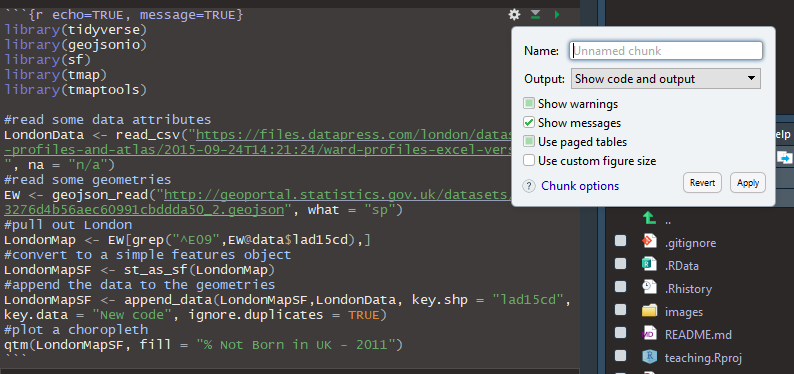 ```{r echo=TRUE, message=TRUE}
library(tidyverse)
library(geojsonio)
library(sf)
library(tmap)
library(tmaptools)
#read some data attributes
LondonData <- read_csv("https://files.datapress.com/london/datas
-profiles-and-atlas/2015-09-24T14:21:24/ward-profiles-excel-vers
", na = "n/a")
#read some geometries
EW <- geojson_read("http://geoportal.statistics.gov.uk/datasets/
3276d4b56aec60991cbddda50_2.geojson", what = "sp")
#pull out London
LondonMap <- EW[grep("^E09",EW@data$lad15cd),]
#convert to a simple features object
LondonMapSF <- st_as_sf(LondonMap)
#append the data to the geometries
LondonMapSF <- append_data(LondonMapSF,LondonData, key.shp = "lad15cd",
key.data = "New code", ignore.duplicates = TRUE)
#plot a choropleth
qtm(LondonMapSF, fill = "% Not Born in UK - 2011")
```
Name: Unnamed chunk
Output: Show code and output
Show warnings
Show messages
Use paged tables
Use custom figure size
? Chunk options Revert Apply
elp
..
.gitignore
.RData
.Rhistory
images
README.md
teaching.Rproj